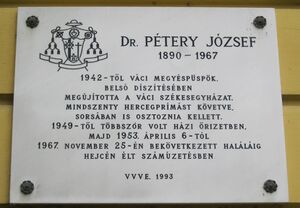 DR. PÉTERY JÓZSEF
1890 – 1967
1942-TŐL VÁCI MEGYÉSPÜSPÖK.
BELSŐ DÍSZÍTÉSÉBEN
MEGÚJÍTOTTA A VÁCI SZÉKESEGYHÁZAT.
MINDSZENTY HERCEGPRÍMÁST KÖVETVE,
SORSÁBAN IS OSZTOZNIA KELLETT.
1949-TŐL TÖBBSZÖR VOLT HÁZI ŐRIZETBEN,
MAJD 1953. ÁPRILIS 6-TÓL
1967. NOVEMBER 25-ÉN BEKÖVETKEZETT HALÁLÁIG
HEJCÉN ÉLT SZÁMŰZETÉSBEN
VVVE. 1993